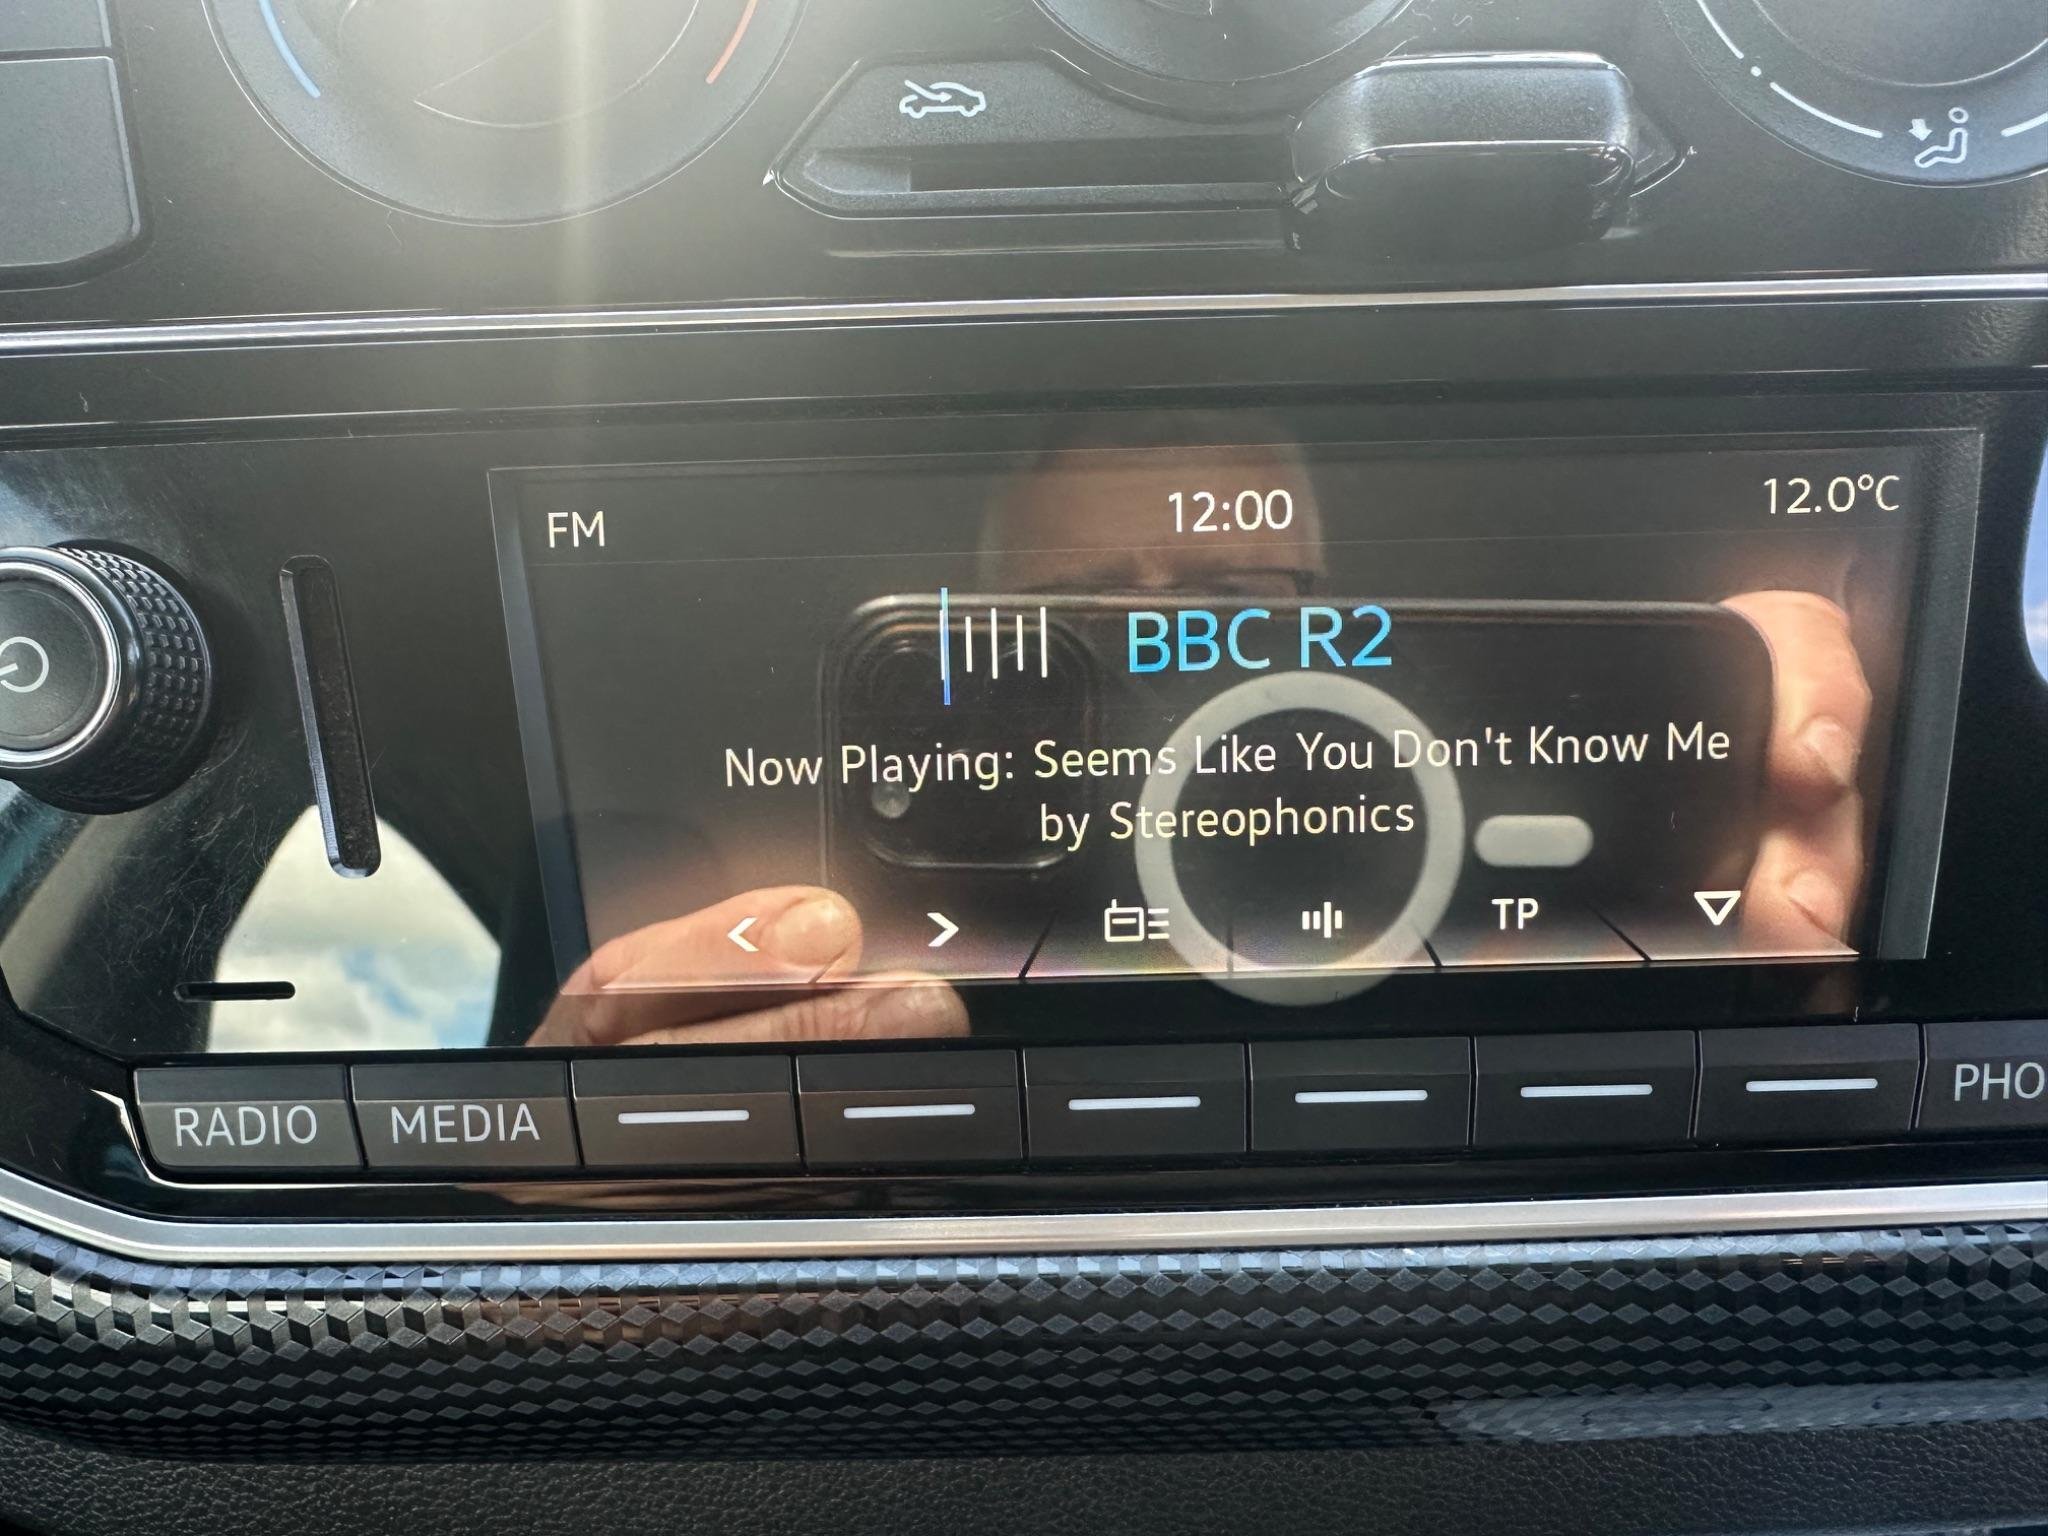 FM 12:00 12.0°C
BBC R2
Now Playing: Seems Like You Don't Know Me
by Stereophonics
TP
RADIO MEDIA PHO